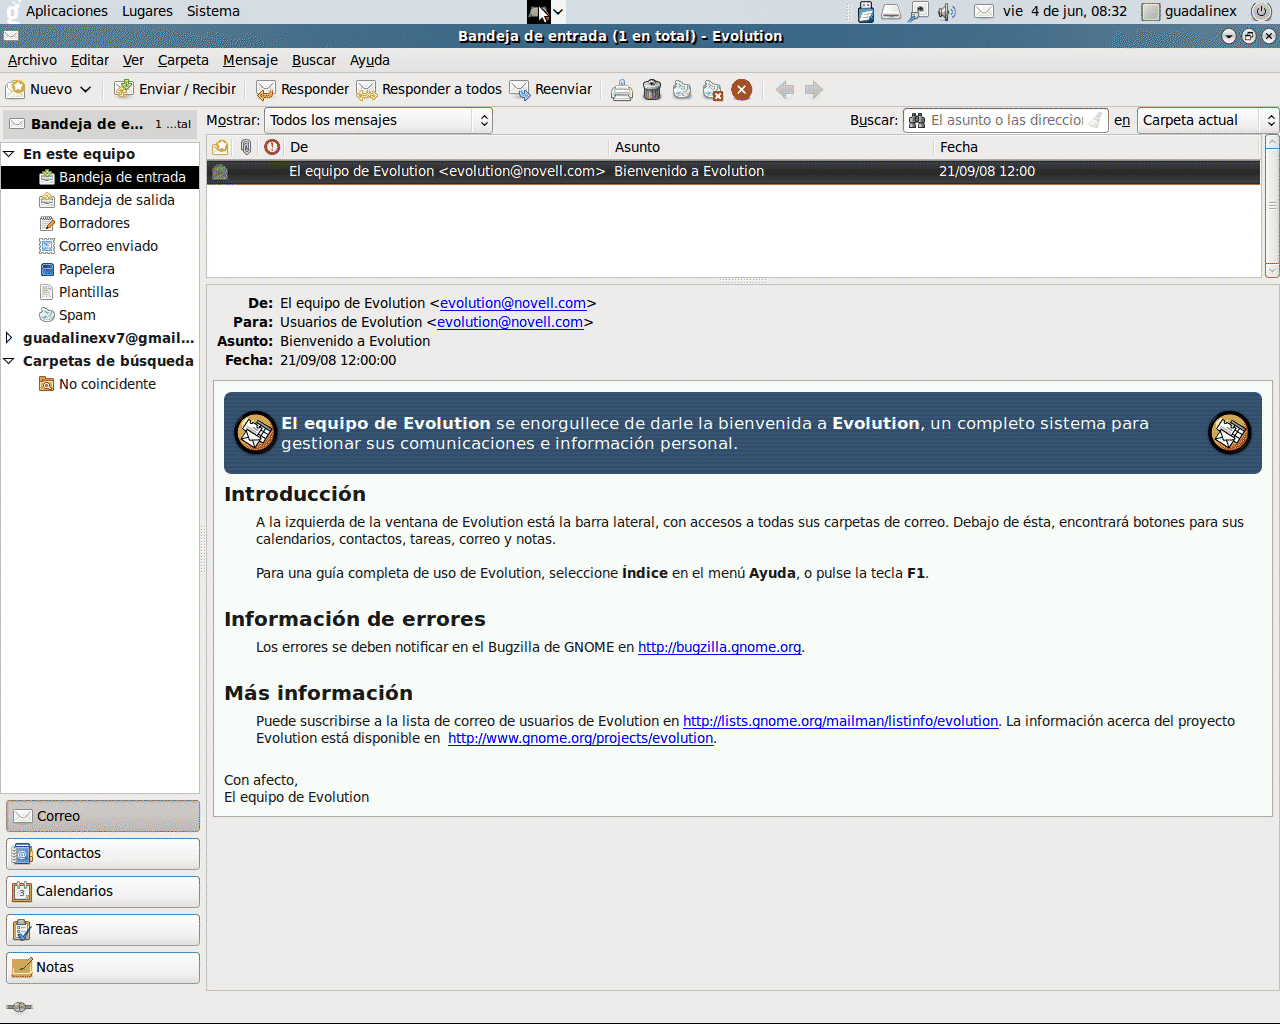 Aplicaciones Lugares Sistema vie 4 de jun, 08:32 guadalinex
Bandeja de entrada (1 en total) - Evolution
Archivo Editar Ver Carpeta Mensaje Buscar Ayuda
Nuevo Enviar / Recibir Responder Responder a todos Reenviar
Bandeja de e... 1 ...tal
Mostrar: Todos los mensajes Buscar: El asunto o las direccion en Carpeta actual
De Asunto Fecha
El equipo de Evolution <evolution@novell.com> Bienvenido a Evolution 21/09/08 12:00
En este equipo
Bandeja de entrada
Bandeja de salida
Borradores
Correo enviado
Papelera
Plantillas
Spam
guadalinexv7@gmail...
Carpetas de búsqueda
No coincidente
De: El equipo de Evolution <evolution@novell.com>
Para: Usuarios de Evolution <evolution@novell.com>
Asunto: Bienvenido a Evolution
Fecha: 21/09/08 12:00:00
El equipo de Evolution se enorgullece de darle la bienvenida a Evolution, un completo sistema para
gestionar sus comunicaciones e información personal.
Introducción
A la izquierda de la ventana de Evolution está la barra lateral, con accesos a todas sus carpetas de correo. Debajo de ésta, encontrará botones para sus
calendarios, contactos, tareas, correo y notas.
Para una guía completa de uso de Evolution, seleccione Índice en el menú Ayuda, o pulse la tecla F1.
Información de errores
Los errores se deben notificar en el Bugzilla de GNOME en http://bugzilla.gnome.org.
Más información
Puede suscribirse a la lista de correo de usuarios de Evolution en http://lists.gnome.org/mailman/listinfo/evolution. La información acerca del proyecto
Evolution está disponible en http://www.gnome.org/projects/evolution.
Con afecto,
El equipo de Evolution
Correo
Contactos
Calendarios
Tareas
Notas